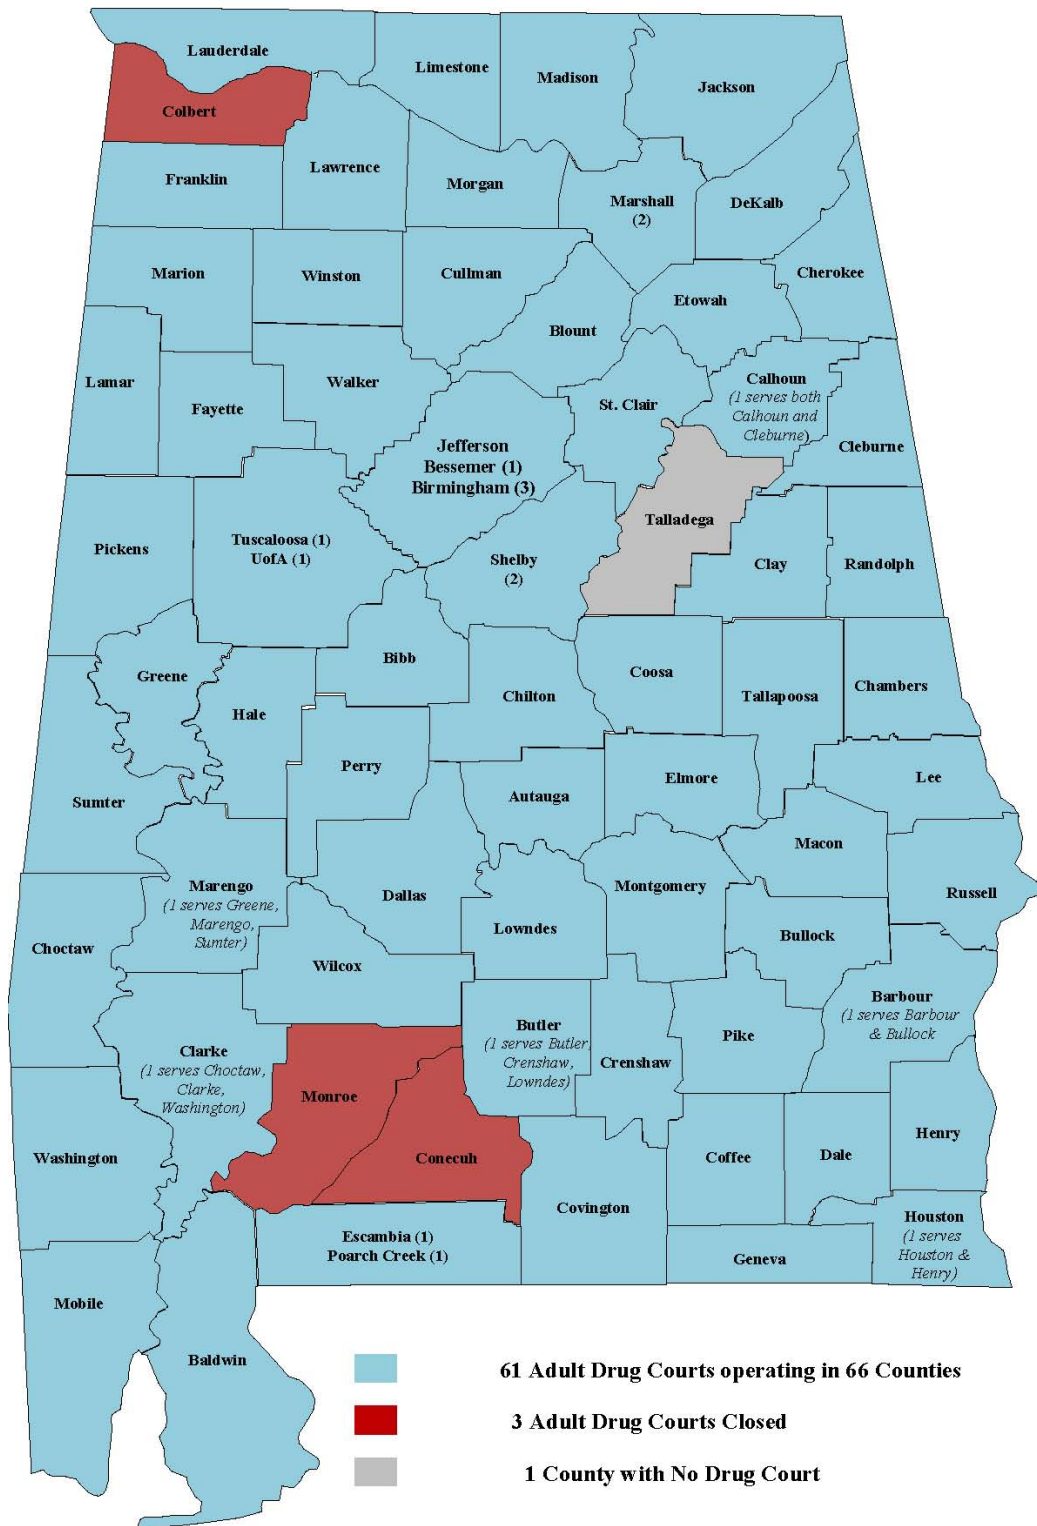 Lauderdale
Limestone
Madison
Jackson
Colbert
Franklin
Lawrence
Morgan
Marshall
(2)
DeKalb
Marion
Winston
Cullman
Cherokee
Etowah
Blount
Lamar
Fayette
Walker
St. Clair
Calhoun
(1 serves both
Calhoun and
Cleburne)
Cleburne
Jefferson
Bessemer (1)
Birmingham (3)
Talladega
Pickens
Tuscaloosa (1)
UofA (1)
Shelby
(2)
Clay
Randolph
Greene
Bibb
Coosa
Tallapoosa
Chambers
Hale
Chilton
Perry
Elmore
Lee
Sumter
Autauga
Macon
Marengo
(1 serves Greene,
Marengo,
Sumter)
Dallas
Montgomery
Russell
Choctaw
Lowndes
Bullock
Wilcox
Barbour
(1 serves Barbour
& Bullock
Clarke
(1 serves Choctaw,
Clarke,
Washington)
Butler
(1 serves Butler,
Crenshaw,
Lowndes)
Crenshaw
Pike
Monroe
Washington
Conecuh
Coffee
Dale
Henry
Covington
Houston
(1 serves
Houston &
Henry)
Escambia (1)
Poarch Creek (1)
Geneva
Mobile
Baldwin
61 Adult Drug Courts operating in 66 Counties
3 Adult Drug Courts Closed
1 County with No Drug Court